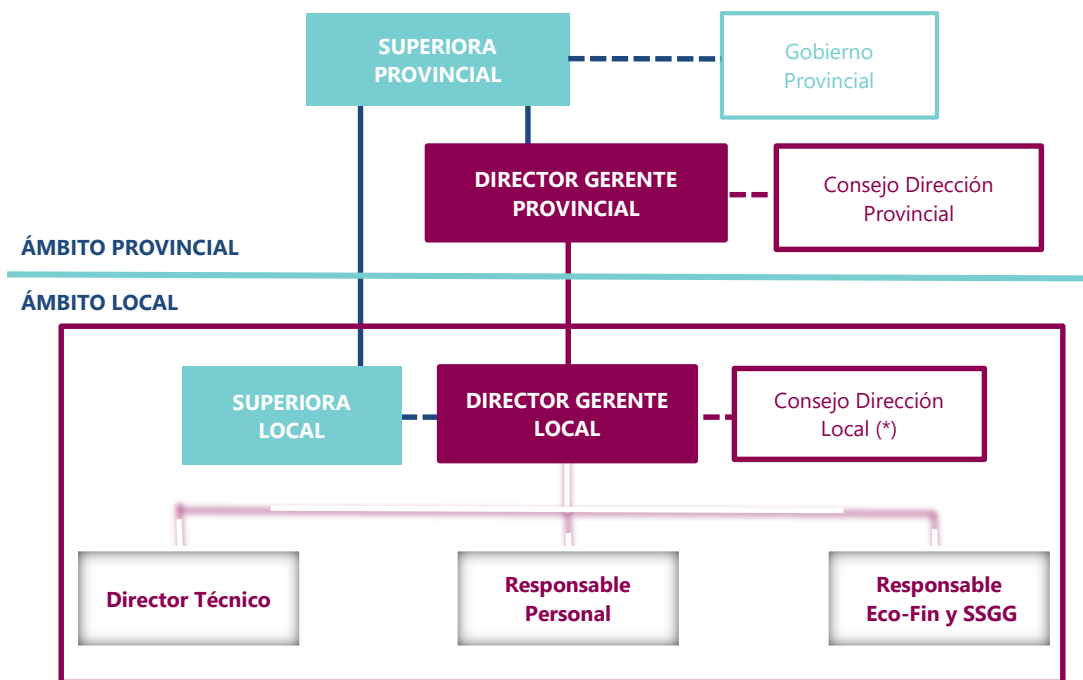 SUPERIORA
PROVINCIAL
Gobierno
Provincial
DIRECTOR GERENTE
PROVINCIAL
Consejo Dirección
Provincial
ÁMBITO PROVINCIAL
ÁMBITO LOCAL
SUPERIORA
LOCAL
DIRECTOR GERENTE
LOCAL
Consejo Dirección
Local (*)
Director Técnico
Responsable
Personal
Responsable
Eco-Fin y SSGG